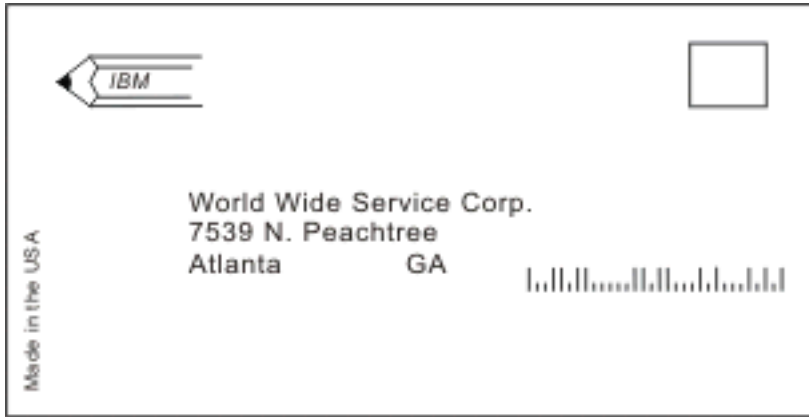 IBM
World Wide Service Corp.
7539 N. Peachtree
Atlanta GA
Made in the USA